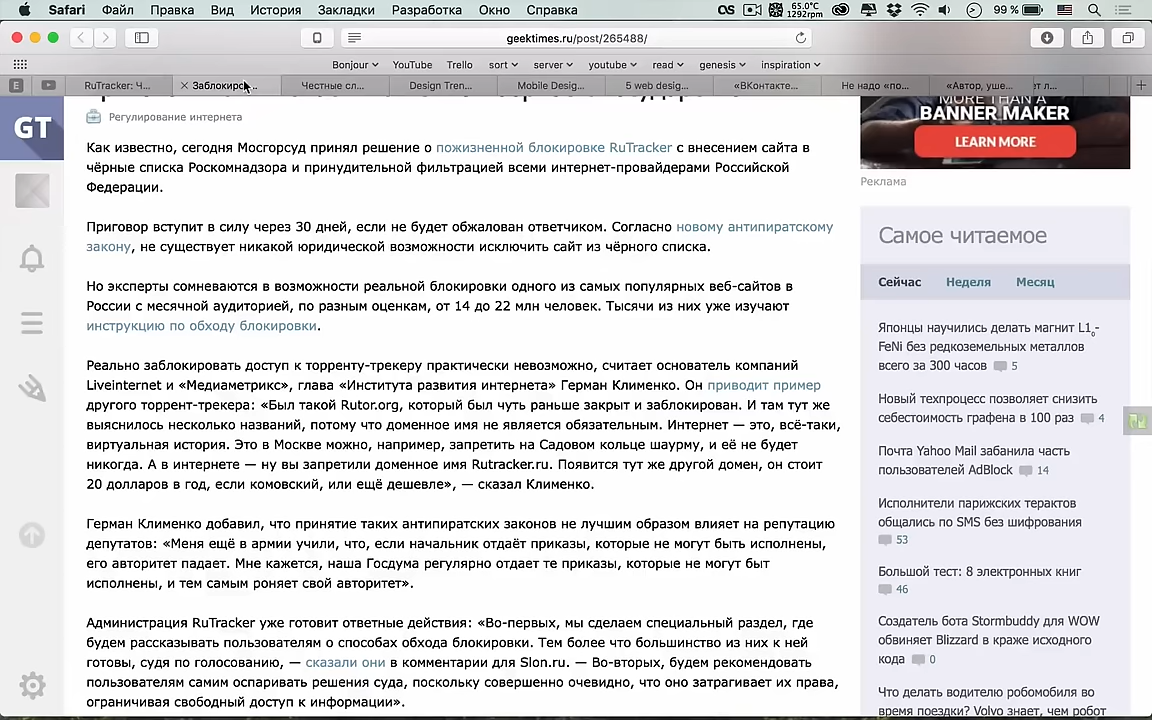 Safari Файл Правка Вид История Закладки Разработка Окно Справка
65.0°C
1292rpm
99 %
geektimes.ru/post/265488/
Bonjour YouTube Trello sort server youtube read genesis inspiration
RuTracker: Ч... Заблокиро... Честные сл... Design Tren... Mobile Desig... 5 web desig... «ВКонтакте... Не надо «по... «Автор, уше... ет л...
GT
Регулирование интернета
Как известно, сегодня Мосгорсуд принял решение о пожизненной блокировке RuTracker с внесением сайта в
чёрные списка Роскомнадзора и принудительной фильтрацией всеми интернет-провайдерами Российской
Федерации.
Приговор вступит в силу через 30 дней, если не будет обжалован ответчиком. Согласно новому антипиратскому
закону, не существует никакой юридической возможности исключить сайт из чёрного списка.
Но эксперты сомневаются в возможности реальной блокировки одного из самых популярных веб-сайтов в
России с месячной аудиторией, по разным оценкам, от 14 до 22 млн человек. Тысячи из них уже изучают
инструкцию по обходу блокировки.
Реально заблокировать доступ к торренту-трекеру практически невозможно, считает основатель компаний
Liveinternet и «Медиаметрикс», глава «Института развития интернета» Герман Клименко. Он приводит пример
другого торрент-трекера: «Был такой Rutor.org, который был чуть раньше закрыт и заблокирован. И там тут же
выяснилось несколько названий, потому что доменное имя не является обязательным. Интернет — это, всё-таки,
виртуальная история. Это в Москве можно, например, запретить на Садовом кольце шаурму, и её не будет
никогда. А в интернете — ну вы запретили доменное имя Rutracker.ru. Появится тут же другой домен, он стоит
20 долларов в год, если комовский, или ещё дешевле», — сказал Клименко.
Герман Клименко добавил, что принятие таких антипиратских законов не лучшим образом влияет на репутацию
депутатов: «Меня ещё в армии учили, что, если начальник отдаёт приказы, которые не могут быть исполнены,
его авторитет падает. Мне кажется, наша Госдума регулярно отдает те приказы, которые не могут быт
исполнены, и тем самым роняет свой авторитет».
Администрация RuTracker уже готовит ответные действия: «Во-первых, мы сделаем специальный раздел, где
будем рассказывать пользователям о способах обхода блокировки. Тем более что большинство из них к ней
готовы, судя по голосованию, — сказали они в комментарии для Slon.ru. — Во-вторых, будем рекомендовать
пользователям самим оспаривать решения суда, поскольку совершенно очевидно, что оно затрагивает их права,
ограничивая свободный доступ к информации».
MORE THAN A
BANNER MAKER
LEARN MORE
Реклама
Самое читаемое
Сейчас Неделя Месяц
Японцы научились делать магнит L1₀-
FeNi без редкоземельных металлов
всего за 300 часов 5
Новый техпроцесс позволяет снизить
себестоимость графена в 100 раз 4
Почта Yahoo Mail забанила часть
пользователей AdBlock 14
Исполнители парижских терактов
общались по SMS без шифрования
53
Большой тест: 8 электронных книг
46
Создатель бота Stormbuddy для WOW
обвиняет Blizzard в краже исходного
кода 0
Что делать водителю робомобиля во
время поездки? Volvo знает, чем робот